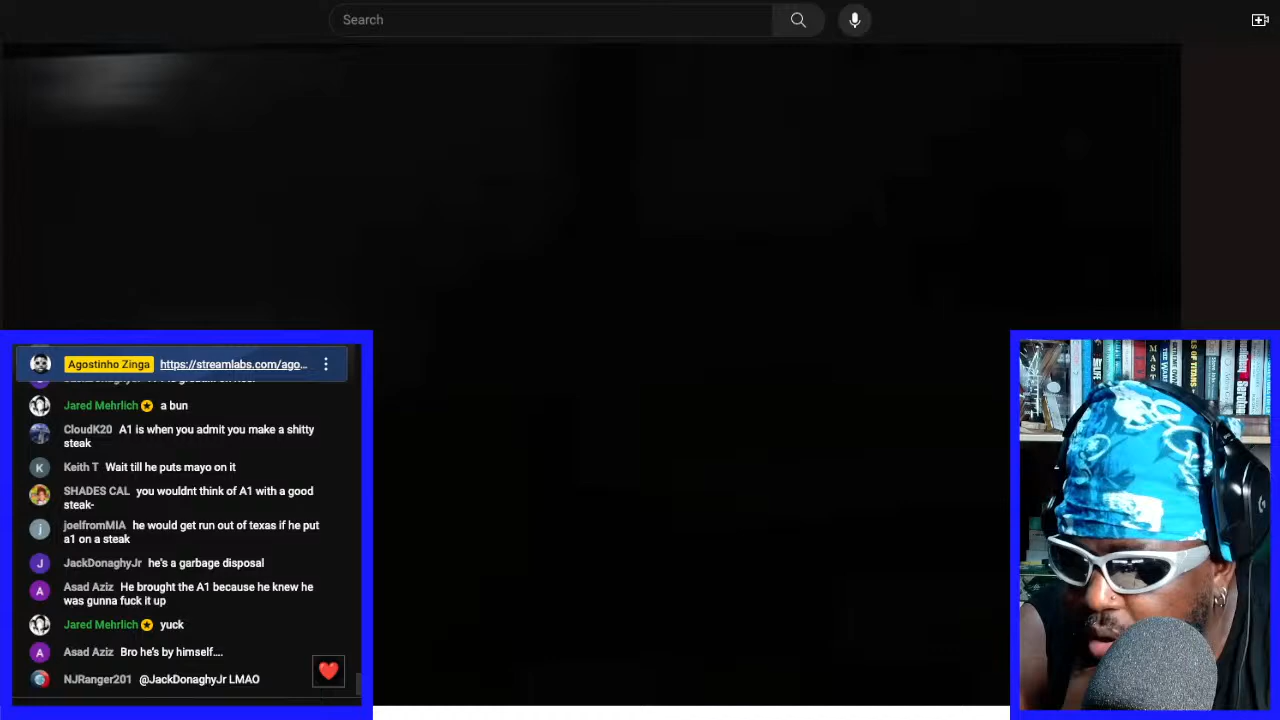 Search
Agostinho Zinga https://streamlabs.com/ago...
Jared Mehrlich a bun
CloudK20 A1 is when you admit you make a shitty
steak
Keith T Wait till he puts mayo on it
SHADES CAL you wouldnt think of A1 with a good
steak-
joelfromMIA he would get run out of texas if he put
a1 on a steak
JackDonaghyJr he's a garbage disposal
Asad Aziz He brought the A1 because he knew he
was gunna fuck it up
Jared Mehrlich yuck
Asad Aziz Bro he's by himself....
NJRanger201 @JackDonaghyJr LMAO